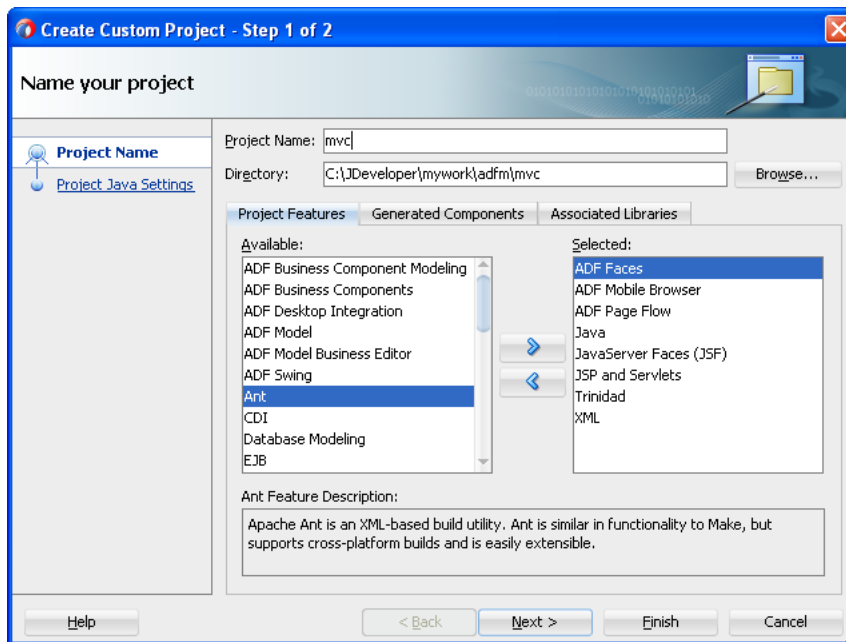 Create Custom Project - Step 1 of 2
Name your project
0101010101010101010101010101
01010101010
Project Name
Project Java Settings
Project Name: mvc
Directory: C:\JDeveloper\mywork\adfm\mvc Browse...
Project Features Generated Components Associated Libraries
Available:
ADF Business Component Modeling
ADF Business Components
ADF Desktop Integration
ADF Model
ADF Model Business Editor
ADF Swing
Ant
CDI
Database Modeling
EJB
Selected:
ADF Faces
ADF Mobile Browser
ADF Page Flow
Java
JavaServer Faces (JSF)
JSP and Servlets
Trinidad
XML
Ant Feature Description:
Apache Ant is an XML-based build utility. Ant is similar in functionality to Make, but
supports cross-platform builds and is easily extensible.
Help < Back Next > Finish Cancel